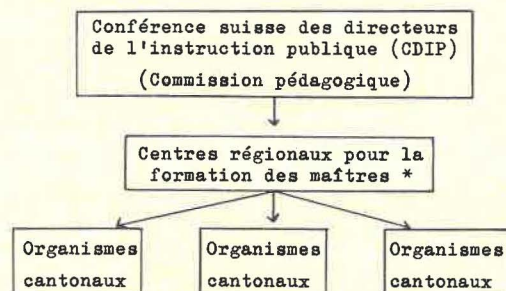 Conférence suisse des directeurs
de l'instruction publique (CDIP)
(Commission pédagogique)
Centres régionaux pour la
formation des maîtres *
Organismes
cantonaux
Organismes
cantonaux
Organismes
cantonaux